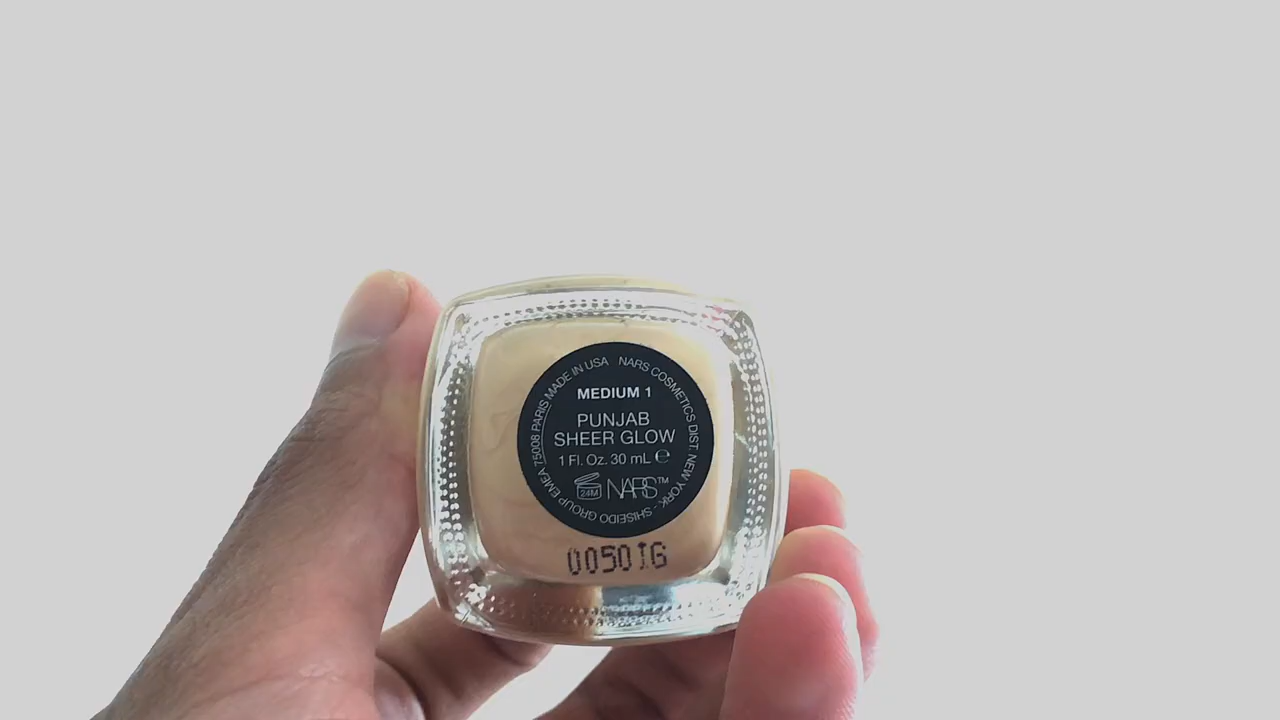 NARS COSMETICS DIST. NEW YORK - SHISEIDO GROUP EMEA 75008 PARIS MADE IN USA
MEDIUM 1
PUNJAB
SHEER GLOW
1 Fl. Oz. 30 mL ℮
24M NARS™
00501G